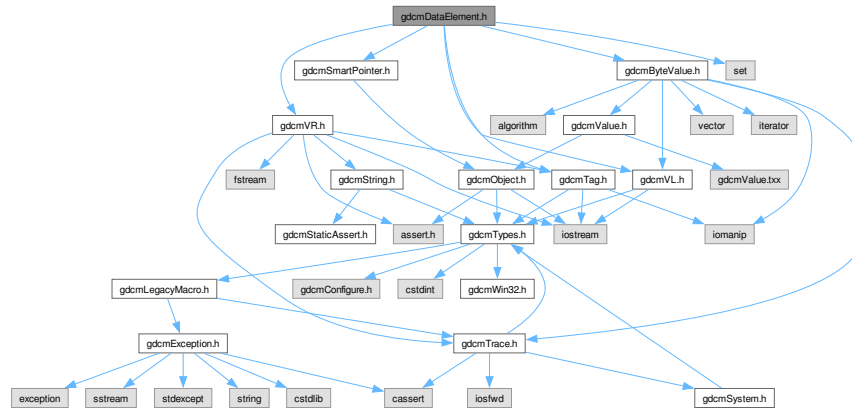 gdcmDataElement.h
gdcmSmartPointer.h
gdcmByteValue.h
set
algorithm
gdcmValue.h
vector
iterator
gdcmVR.h
fstream
gdcmString.h
gdcmObject.h
gdcmTag.h
gdcmVL.h
gdcmValue.txx
gdcmStaticAssert.h
assert.h
gdcmTypes.h
iostream
iomanip
gdcmLegacyMacro.h
gdcmConfigure.h
cstdint
gdcmWin32.h
gdcmException.h
gdcmTrace.h
exception
sstream
stdexcept
string
cstdlib
cassert
iosfwd
gdcmSystem.h